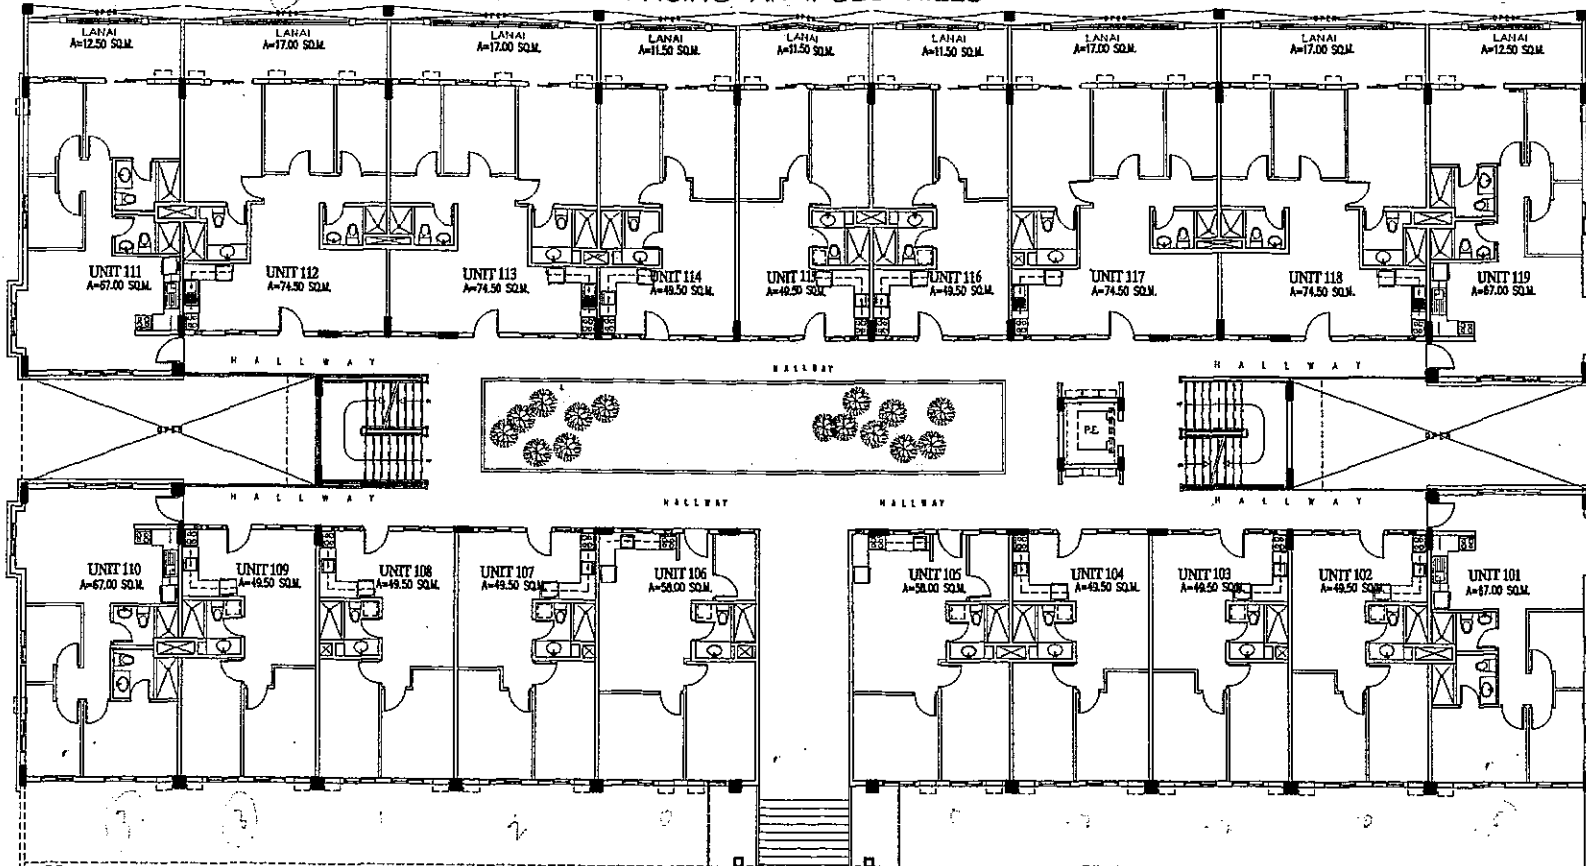 LANAI
A=12.50 SQ.M.
LANAI
A=17.00 SQ.M.
LANAI
A=17.00 SQ.M.
LANAI
A=11.50 SQ.M.
LANAI
A=11.50 SQ.M.
LANAI
A=11.50 SQ.M.
LANAI
A=17.00 SQ.M.
LANAI
A=17.00 SQ.M.
LANAI
A=12.50 SQ.M.
UNIT 111
A=67.00 SQ.M.
UNIT 112
A=74.50 SQ.M.
UNIT 113
A=74.50 SQ.M.
UNIT 114
A=49.50 SQ.M.
UNIT 115
A=49.50 SQ.M.
UNIT 116
A=49.50 SQ.M.
UNIT 117
A=74.50 SQ.M.
UNIT 118
A=74.50 SQ.M.
UNIT 119
A=67.00 SQ.M.
HALLWAY
HALLWAY
HALLWAY
OPEN
P.E.
OPEN
HALLWAY
HALLWAY
HALLWAY
HALLWAY
UNIT 110
A=67.00 SQ.M.
UNIT 109
A=49.50 SQ.M.
UNIT 108
A=49.50 SQ.M.
UNIT 107
A=49.50 SQ.M.
UNIT 106
A=58.00 SQ.M.
UNIT 105
A=58.00 SQ.M.
UNIT 104
A=49.50 SQ.M.
UNIT 103
A=49.50 SQ.M.
UNIT 102
A=49.50 SQ.M.
UNIT 101
A=67.00 SQ.M.